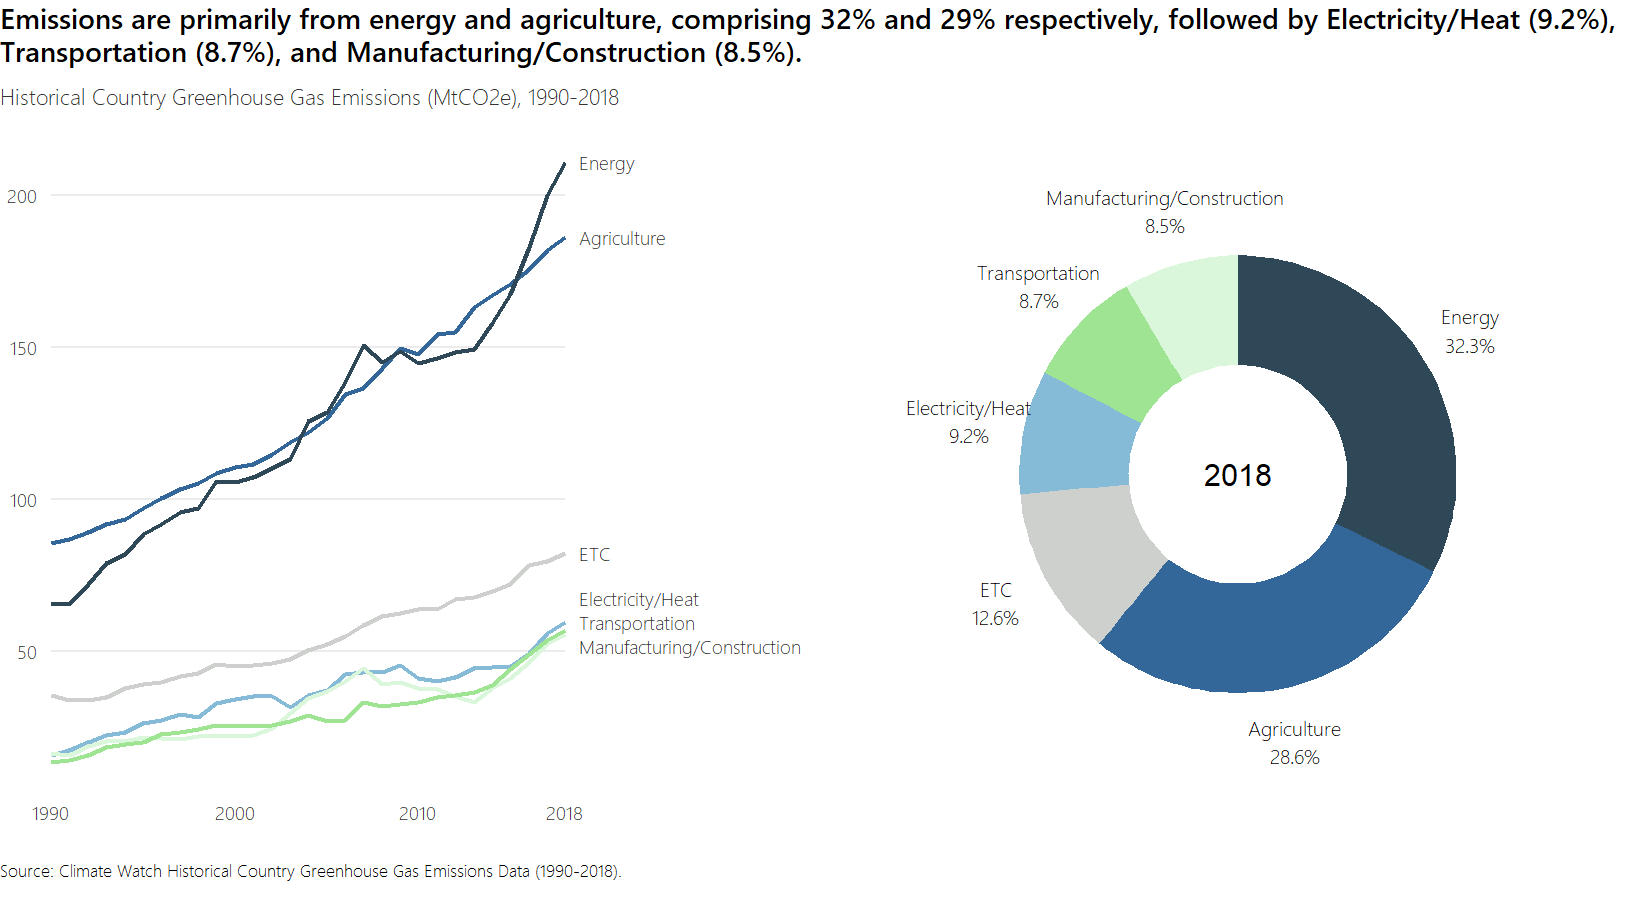 Emissions are primarily from energy and agriculture, comprising 32% and 29% respectively, followed by Electricity/Heat (9.2%),
Transportation (8.7%), and Manufacturing/Construction (8.5%).
Historical Country Greenhouse Gas Emissions (MtCO2e), 1990-2018
200
150
100
50
1990
2000
2010
2018
Energy
Agriculture
ETC
Electricity/Heat
Transportation
Manufacturing/Construction
Manufacturing/Construction
8.5%
Transportation
8.7%
Energy
32.3%
Electricity/Heat
9.2%
2018
ETC
12.6%
Agriculture
28.6%
Source: Climate Watch Historical Country Greenhouse Gas Emissions Data (1990-2018).